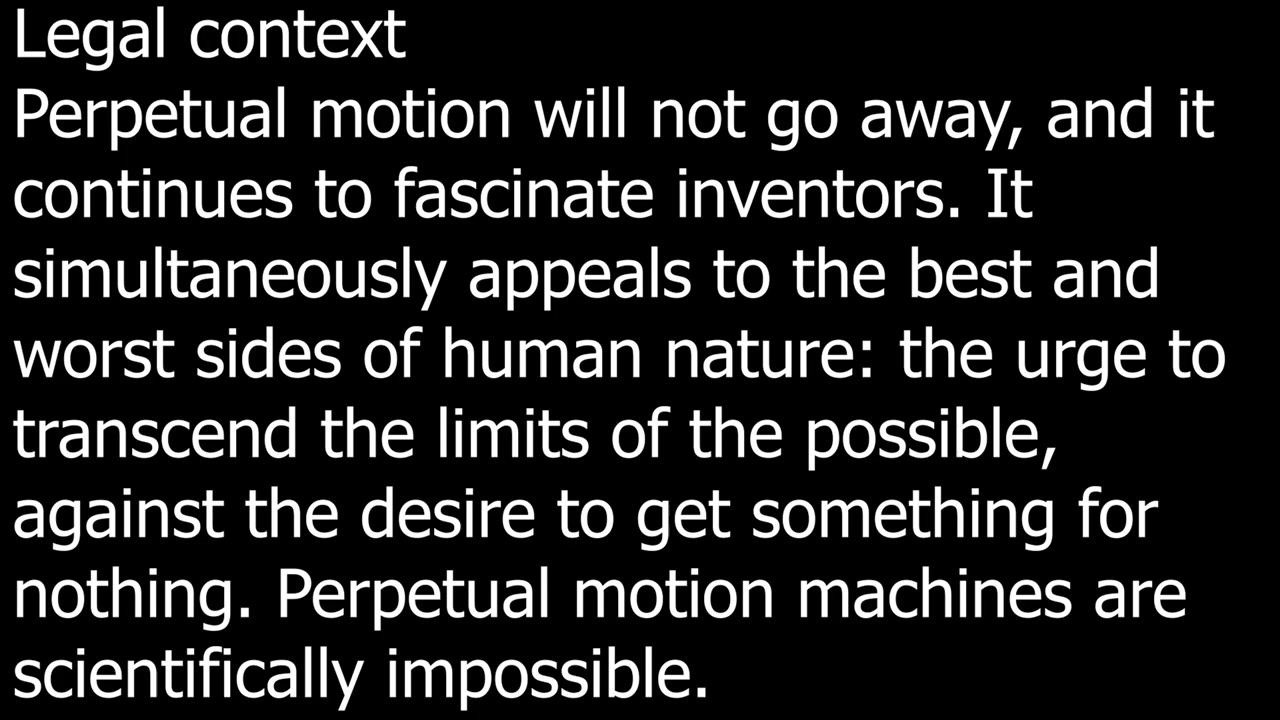 Legal context
Perpetual motion will not go away, and it
continues to fascinate inventors. It
simultaneously appeals to the best and
worst sides of human nature: the urge to
transcend the limits of the possible,
against the desire to get something for
nothing. Perpetual motion machines are
scientifically impossible.